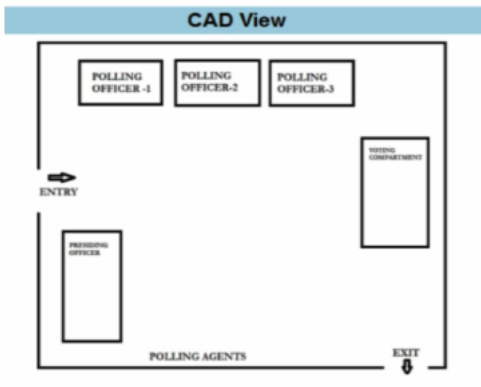 CAD View
POLLING
OFFICER -1
POLLING
OFFICER-2
POLLING
OFFICER-3
VOTING
COMPARTMENT
ENTRY
PRESIDING
OFFICER
POLLING AGENTS
EXIT